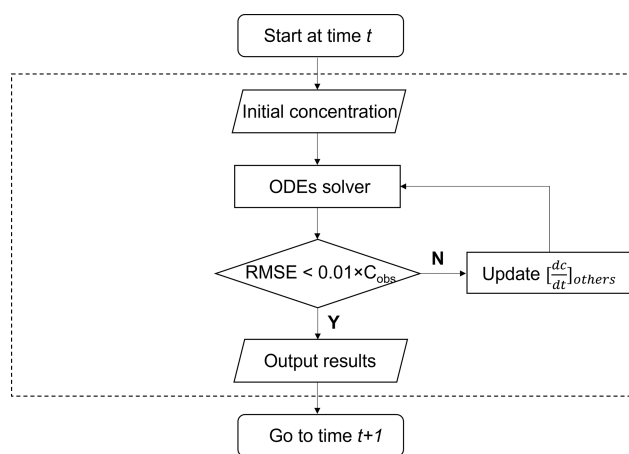 Start at time t
Initial concentration
ODEs solver
RMSE < 0.01×C_obs
N
Update [dc/dt]_others
Y
Output results
Go to time t+1